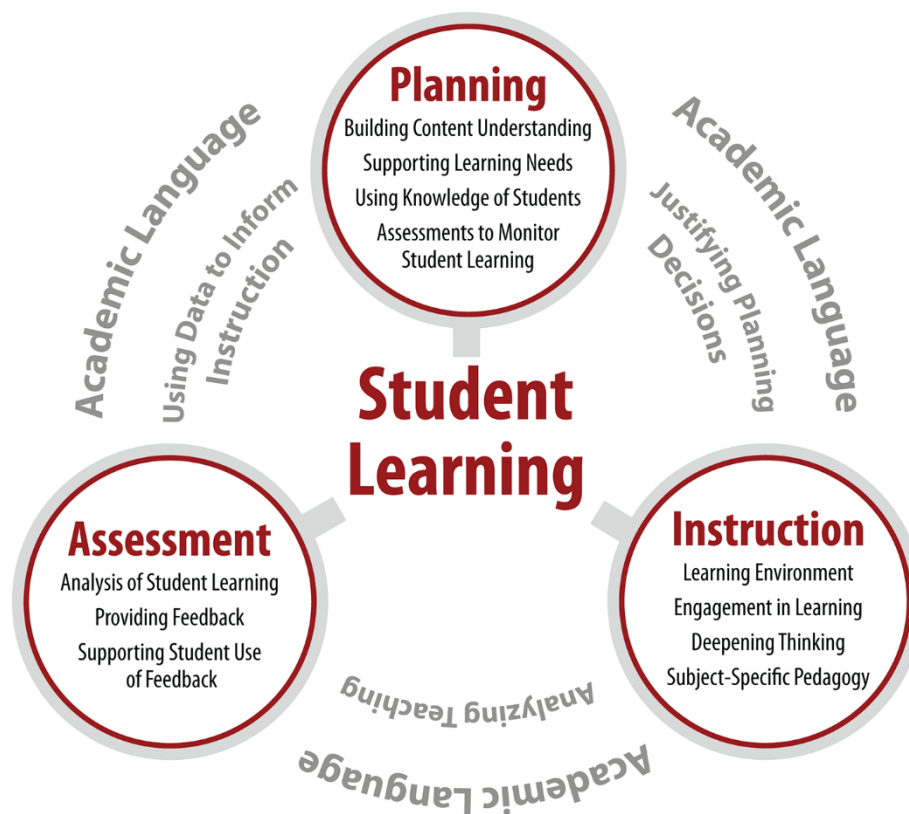 Planning
Building Content Understanding
Supporting Learning Needs
Using Knowledge of Students
Assessments to Monitor
Student Learning
Academic Language
Using Data to Inform
Instruction
Academic Language
Justifying Planning
Decisions
Student
Learning
Assessment
Analysis of Student Learning
Providing Feedback
Supporting Student Use
of Feedback
Instruction
Learning Environment
Engagement in Learning
Deepening Thinking
Subject-Specific Pedagogy
Analyzing Teaching
Academic Language